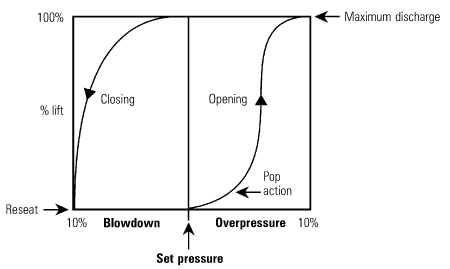 100%
Maximum discharge
Closing
Opening
% lift
Pop
action
Reseat
10% Blowdown Overpressure 10%
Set pressure